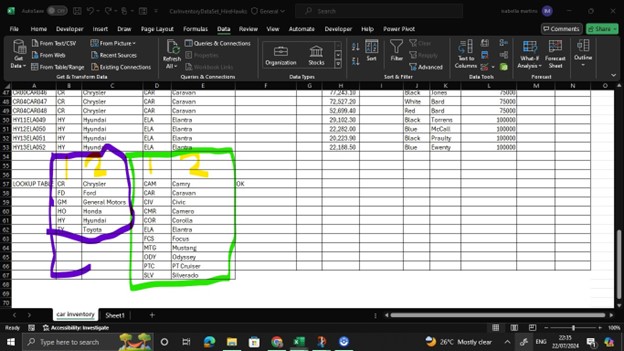 AutoSave Off CarInventoryDataSet_HindHawks General Search
File Home Developer Insert Draw Page Layout Formulas Data Review View Automate Developer Help Power Pivot Comments Share
Get Data From Text/CSV From Picture Refresh All Queries & Connections Organization Stocks Sort Filter Clear Text to Columns What-If Analysis Forecast Sheet Outline
From Web Recent Sources Properties Reapply
From Table/Range Existing Connections Workbook Links Advanced
Get & Transform Data Queries & Connections Data Types Sort & Filter Data Tools Forecast
A B C D E F G H I J K L M N O
47 CR00CAR046 CR Chrysler CAR Caravan 77,243.10 Black Jones 75000
48 CR04CAR047 CR Chrysler CAR Caravan 72,527.20 White Bard 75000
49 CR04CAR048 CR Chrysler CAR Caravan 52,699.40 Red Bard 75000
50 HY11ELA049 HY Hyundai ELA Elantra 29,102.30 Black Torrens 100000
51 HY12ELA050 HY Hyundai ELA Elantra 22,282.00 Blue McCall 100000
52 HY13ELA051 HY Hyundai ELA Elantra 20,223.90 Black Praulty 100000
53 HY13ELA052 HY Hyundai ELA Elantra 22,188.50 Blue Ewenty 100000
54
55
56 1 2 1 2
57 LOOKUP TABLE CR Chrysler CAM Camry OK
58 FD Ford CAR Caravan
59 GM General Motors CIV Civic
60 HO Honda CMR Camero
61 HY Hyundai COR Corolla
62 TY Toyota ELA Elantra
63 FCS Focus
64 MTG Mustang
65 ODY Odyssey
66 PTC PT Cruiser
67 SLV Silverado
68
69
70
car inventory Sheet1
Ready Accessibility: Investigate 100%
Type here to search 26°C Mostly clear ENG 22:35
22/07/2024